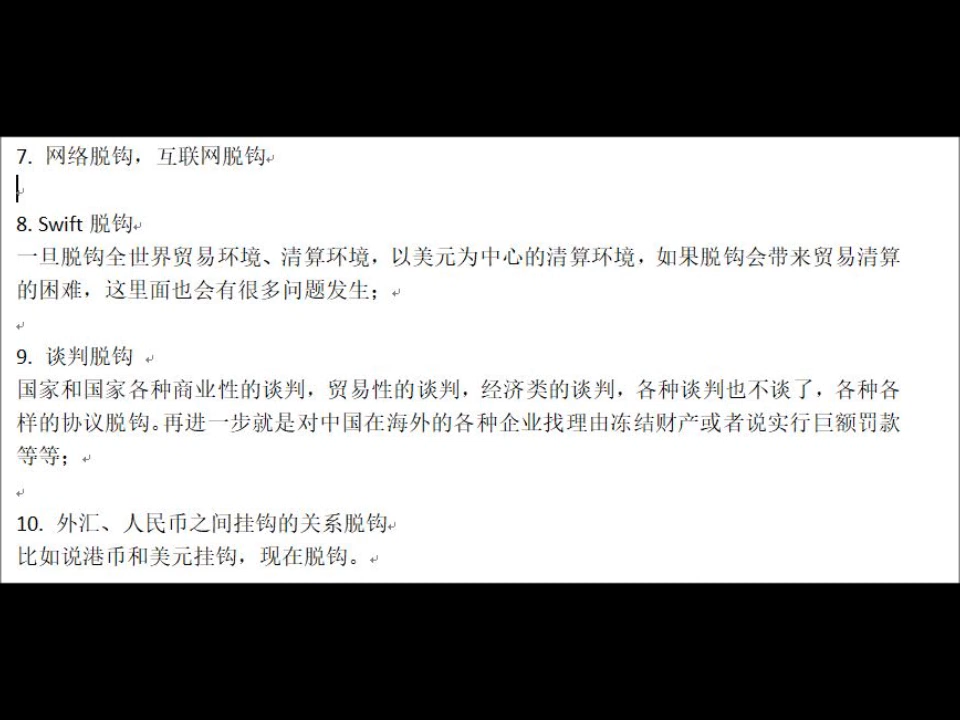 7. 网络脱钩，互联网脱钩
8. Swift 脱钩
一旦脱钩全世界贸易环境、清算环境，以美元为中心的清算环境，如果脱钩会带来贸易清算
的困难，这里面也会有很多问题发生；
9. 谈判脱钩
国家和国家各种商业性的谈判，贸易性的谈判，经济类的谈判，各种谈判也不谈了，各种各
样的协议脱钩。再进一步就是对中国在海外的各种企业找理由冻结财产或者说实行巨额罚款
等等；
10. 外汇、人民币之间挂钩的关系脱钩
比如说港币和美元挂钩，现在脱钩。